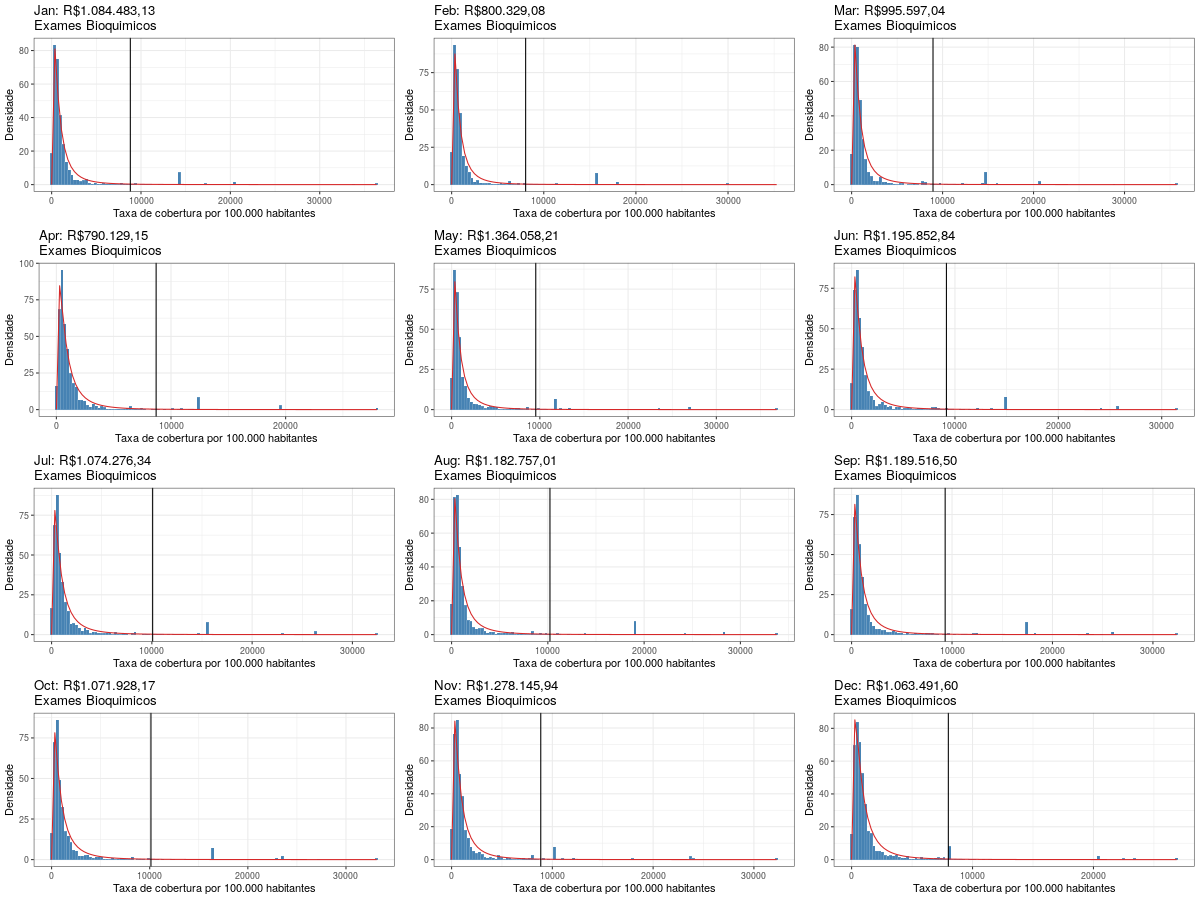 Jan: R$1.084.483,13
Exames Bioquimicos
80
60
40
20
0
Densidade
0 10000 20000 30000
Taxa de cobertura por 100.000 habitantes
Feb: R$800.329,08
Exames Bioquimicos
75
50
25
0
Densidade
0 10000 20000 30000
Taxa de cobertura por 100.000 habitantes
Mar: R$995.597,04
Exames Bioquimicos
80
60
40
20
0
Densidade
0 10000 20000 30000
Taxa de cobertura por 100.000 habitantes
Apr: R$790.129,15
Exames Bioquimicos
100
75
50
25
0
Densidade
0 10000 20000
Taxa de cobertura por 100.000 habitantes
May: R$1.364.058,21
Exames Bioquimicos
75
50
25
0
Densidade
0 10000 20000 30000
Taxa de cobertura por 100.000 habitantes
Jun: R$1.195.852,84
Exames Bioquimicos
75
50
25
0
Densidade
0 10000 20000 30000
Taxa de cobertura por 100.000 habitantes
Jul: R$1.074.276,34
Exames Bioquimicos
75
50
25
0
Densidade
0 10000 20000 30000
Taxa de cobertura por 100.000 habitantes
Aug: R$1.182.757,01
Exames Bioquimicos
80
60
40
20
0
Densidade
0 10000 20000 30000
Taxa de cobertura por 100.000 habitantes
Sep: R$1.189.516,50
Exames Bioquimicos
75
50
25
0
Densidade
0 10000 20000 30000
Taxa de cobertura por 100.000 habitantes
Oct: R$1.071.928,17
Exames Bioquimicos
75
50
25
0
Densidade
0 10000 20000 30000
Taxa de cobertura por 100.000 habitantes
Nov: R$1.278.145,94
Exames Bioquimicos
80
60
40
20
0
Densidade
0 10000 20000 30000
Taxa de cobertura por 100.000 habitantes
Dec: R$1.063.491,60
Exames Bioquimicos
80
60
40
20
0
Densidade
0 10000 20000
Taxa de cobertura por 100.000 habitantes